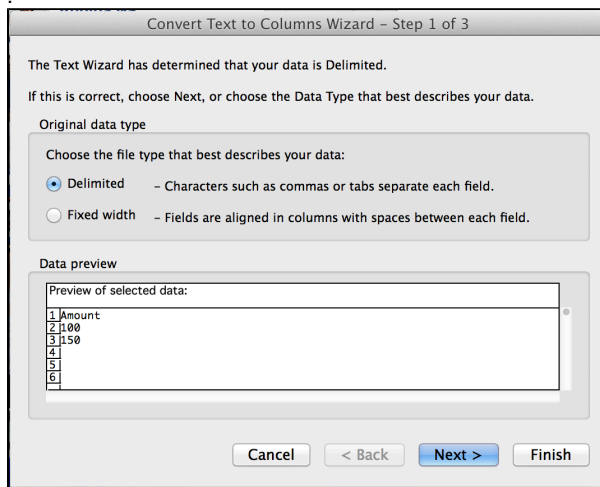 Convert Text to Columns Wizard – Step 1 of 3
The Text Wizard has determined that your data is Delimited.
If this is correct, choose Next, or choose the Data Type that best describes your data.
Original data type
Choose the file type that best describes your data:
Delimited – Characters such as commas or tabs separate each field.
Fixed width – Fields are aligned in columns with spaces between each field.
Data preview
Preview of selected data:
1 Amount
2 100
3 150
4
5
6
Cancel < Back Next > Finish